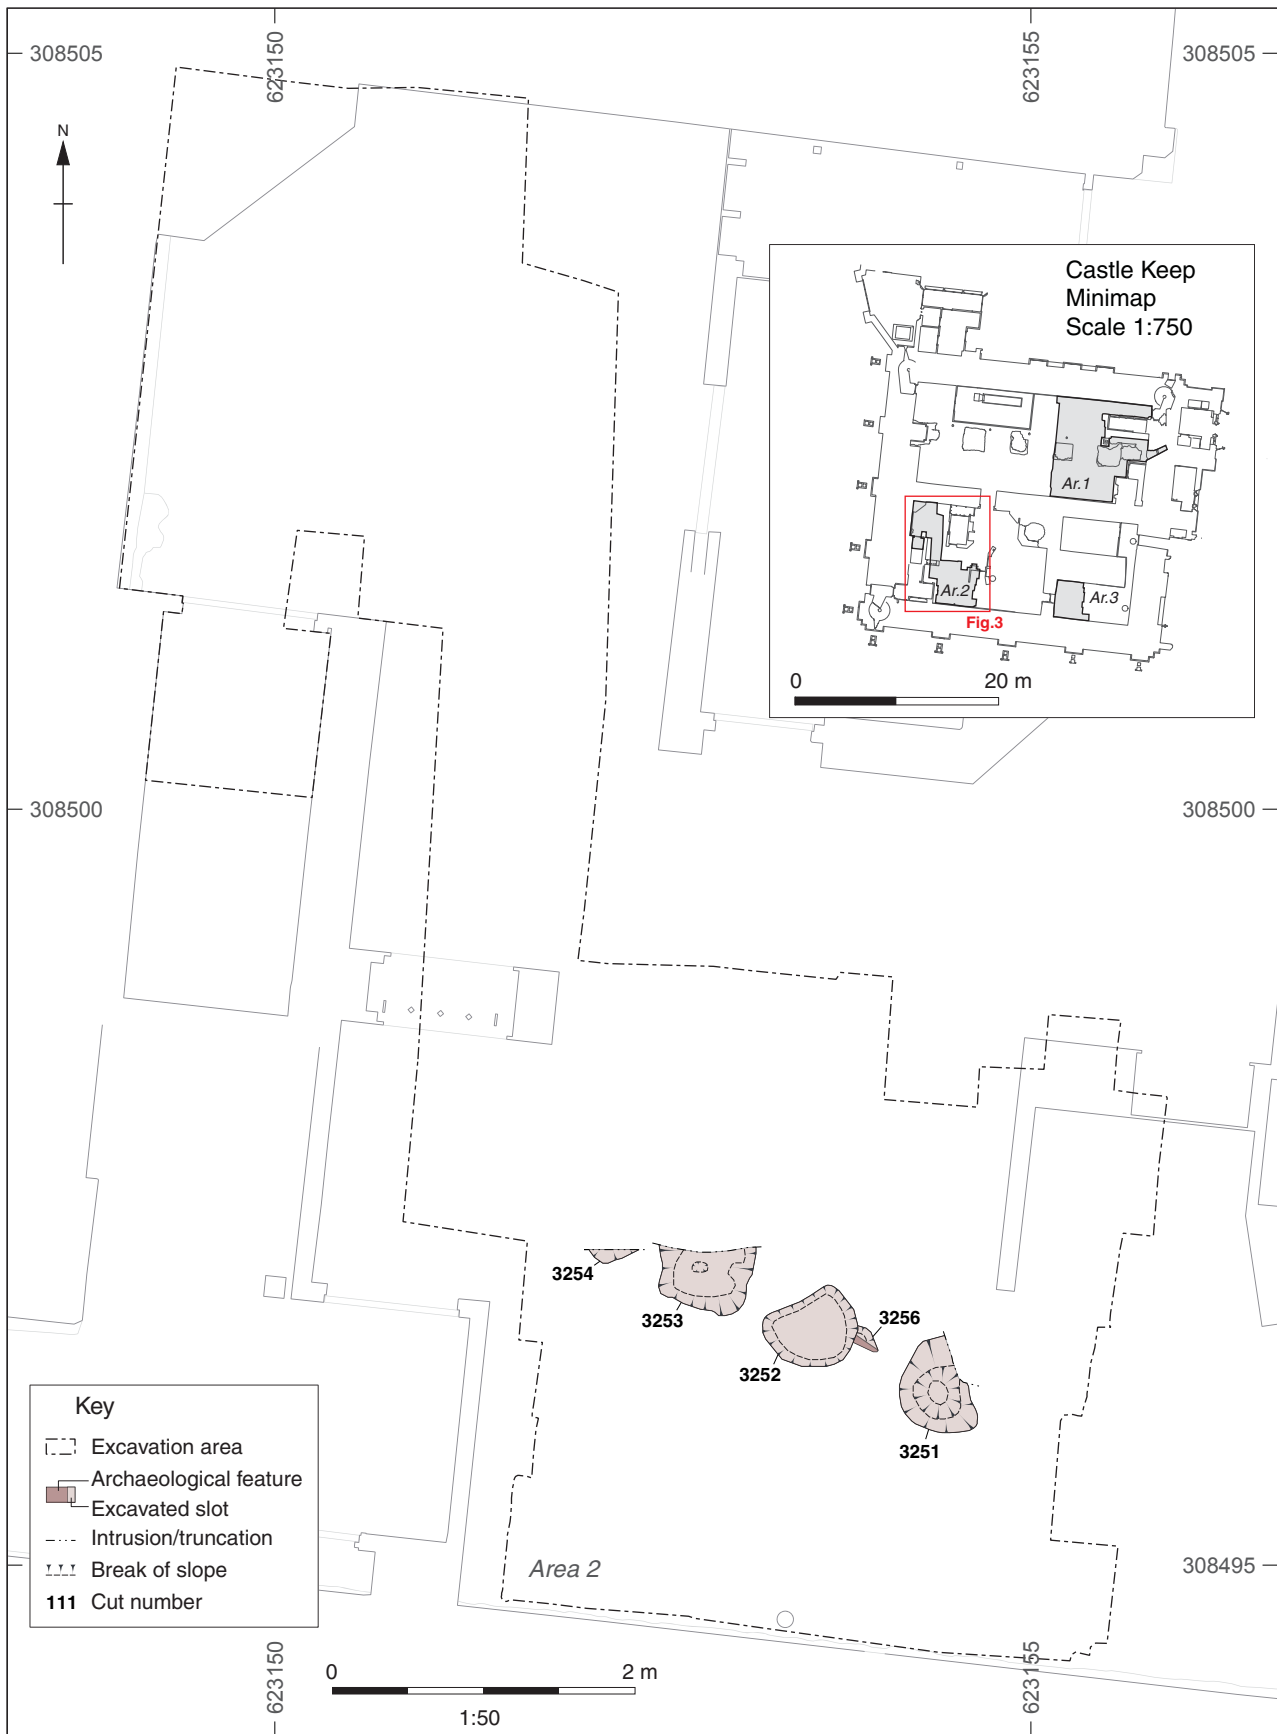 308505
623150
623155
308505
N
Castle Keep
Minimap
Scale 1:750
Ar.1
Ar.2
Ar.3
Fig.3
0 20 m
308500
308500
3254
3253
3256
3252
3251
Key
Excavation area
Archaeological feature
Excavated slot
Intrusion/truncation
Break of slope
111 Cut number
Area 2
308495
623150
623155
0 2 m
1:50